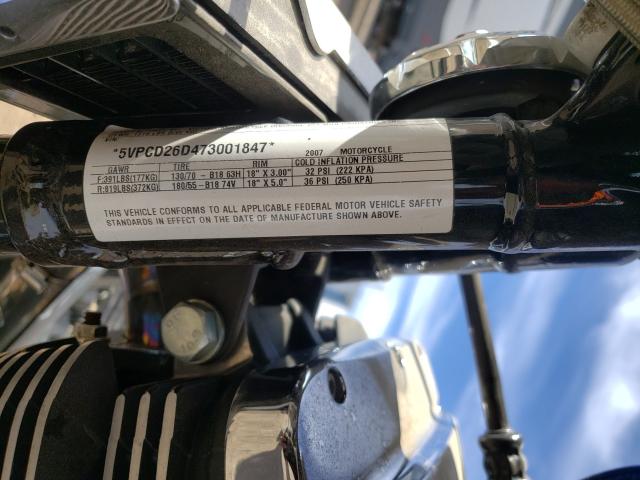 *5VPCD26D473001847*
2007 MOTORCYCLE
GAWR TIRE RIM COLD INFLATION PRESSURE
F:391LBS(177KG) 130/70 - B18 63H 18" X 3.00" 32 PSI (222 KPA)
R:819LBS(372KG) 180/55 - B18 74V 18" X 5.0" 36 PSI (250 KPA)
THIS VEHICLE CONFORMS TO ALL APPLICABLE FEDERAL MOTOR VEHICLE SAFETY
STANDARDS IN EFFECT ON THE DATE OF MANUFACTURE SHOWN ABOVE.